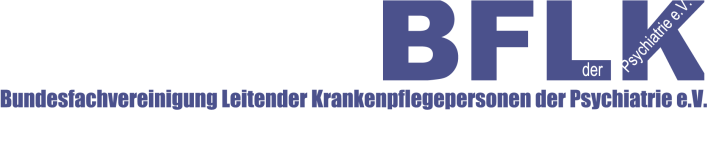 BFLK
der Psychiatrie e.V.
Bundesfachvereinigung Leitender Krankenpflegepersonen der Psychiatrie e.V.